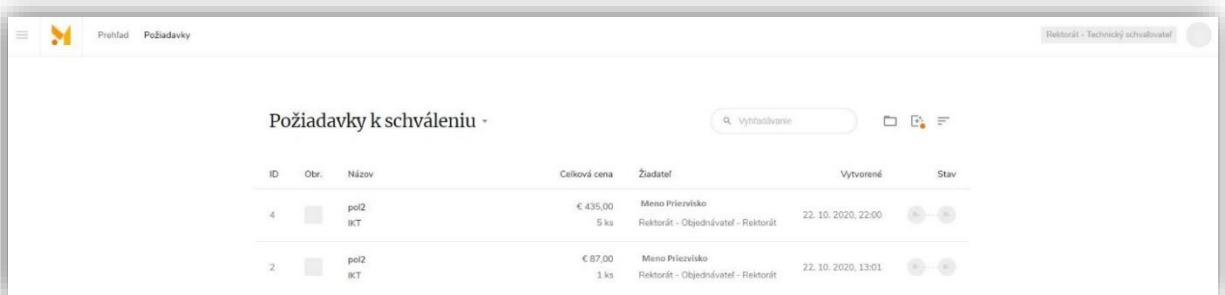 Prehľad Požiadavky Rektorát - Technický schvaľovateľ
Požiadavky k schváleniu
Vyhľadávanie
ID Obr. Názov Celková cena Žiadateľ Vytvorené Stav
4 pol2 € 435,00 Meno Priezvisko 22. 10. 2020, 22:00
IKT 5 ks Rektorát - Objednávateľ - Rektorát
2 pol2 € 87,00 Meno Priezvisko 22. 10. 2020, 13:01
IKT 1 ks Rektorát - Objednávateľ - Rektorát